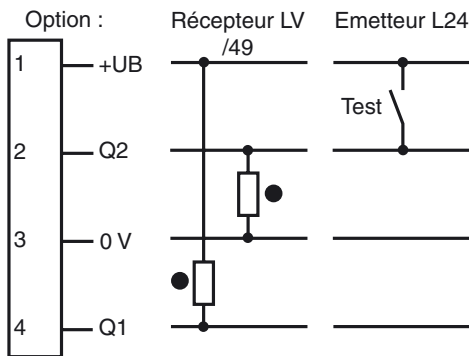 Option :
Récepteur LV
/49
Emetteur L24
1
+UB
Test
2
Q2
3
0 V
4
Q1